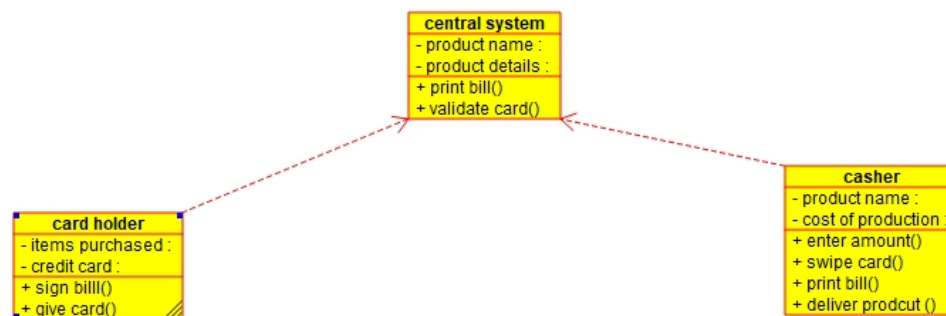 central system
- product name :
- product details :
+ print bill()
+ validate card()
card holder
- items purchased :
- credit card :
+ sign billl()
+ give card()
casher
- product name :
- cost of production :
+ enter amount()
+ swipe card()
+ print bill()
+ deliver prodcut ()